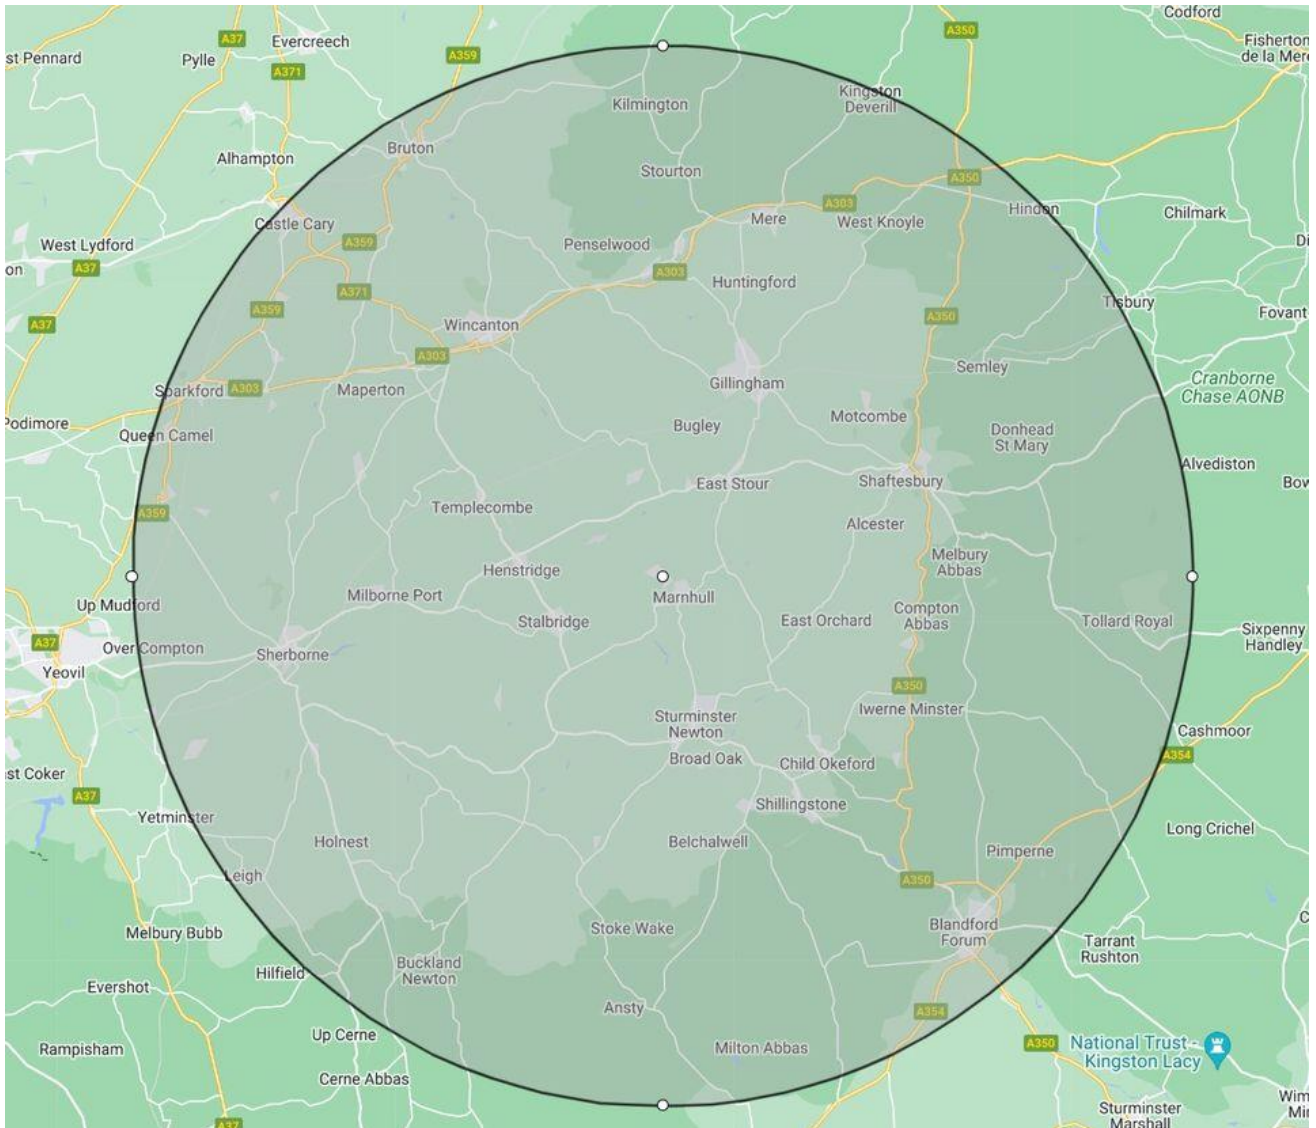 Codford
A37
Evercreech
A350
Fisherton
de la Mere
st Pennard
Pylle
A359
A371
Kingston
Deverill
Kilmington
Bruton
Alhampton
Stourton
A350
A303
Hindon
Chilmark
Castle Cary
Mere
West Knoyle
West Lydford
A359
Penselwood
Di
on
A37
A303
Huntingford
A371
Tisbury
A359
Fovant
A37
Wincanton
A350
A303
Semley
Sparkford
A303
Maperton
Gillingham
Cranborne
Chase AONB
Podimore
Bugley
Motcombe
Donhead
St Mary
Queen Camel
Alvediston
East Stour
Shaftesbury
Bow
A359
Templecombe
Alcester
Henstridge
Melbury
Abbas
Up Mudford
Milborne Port
Marnhull
Stalbridge
East Orchard
Compton
Abbas
Tollard Royal
A37
Over Compton
Sixpenny
Handley
Yeovil
Sherborne
A350
Sturminster
Newton
Iwerne Minster
Cashmoor
Broad Oak
Child Okeford
A354
ast Coker
A37
Shillingstone
Yetminster
Long Crichel
Holnest
Belchalwell
Pimperne
Leigh
A350
Melbury Bubb
Stoke Wake
Blandford
Forum
Tarrant
Rushton
Hilfield
Buckland
Newton
Evershot
Ansty
A354
Up Cerne
Rampisham
Milton Abbas
A350
National Trust -
Kingston Lacy
Cerne Abbas
Sturminster
Marshall
Wim
Mi
A37